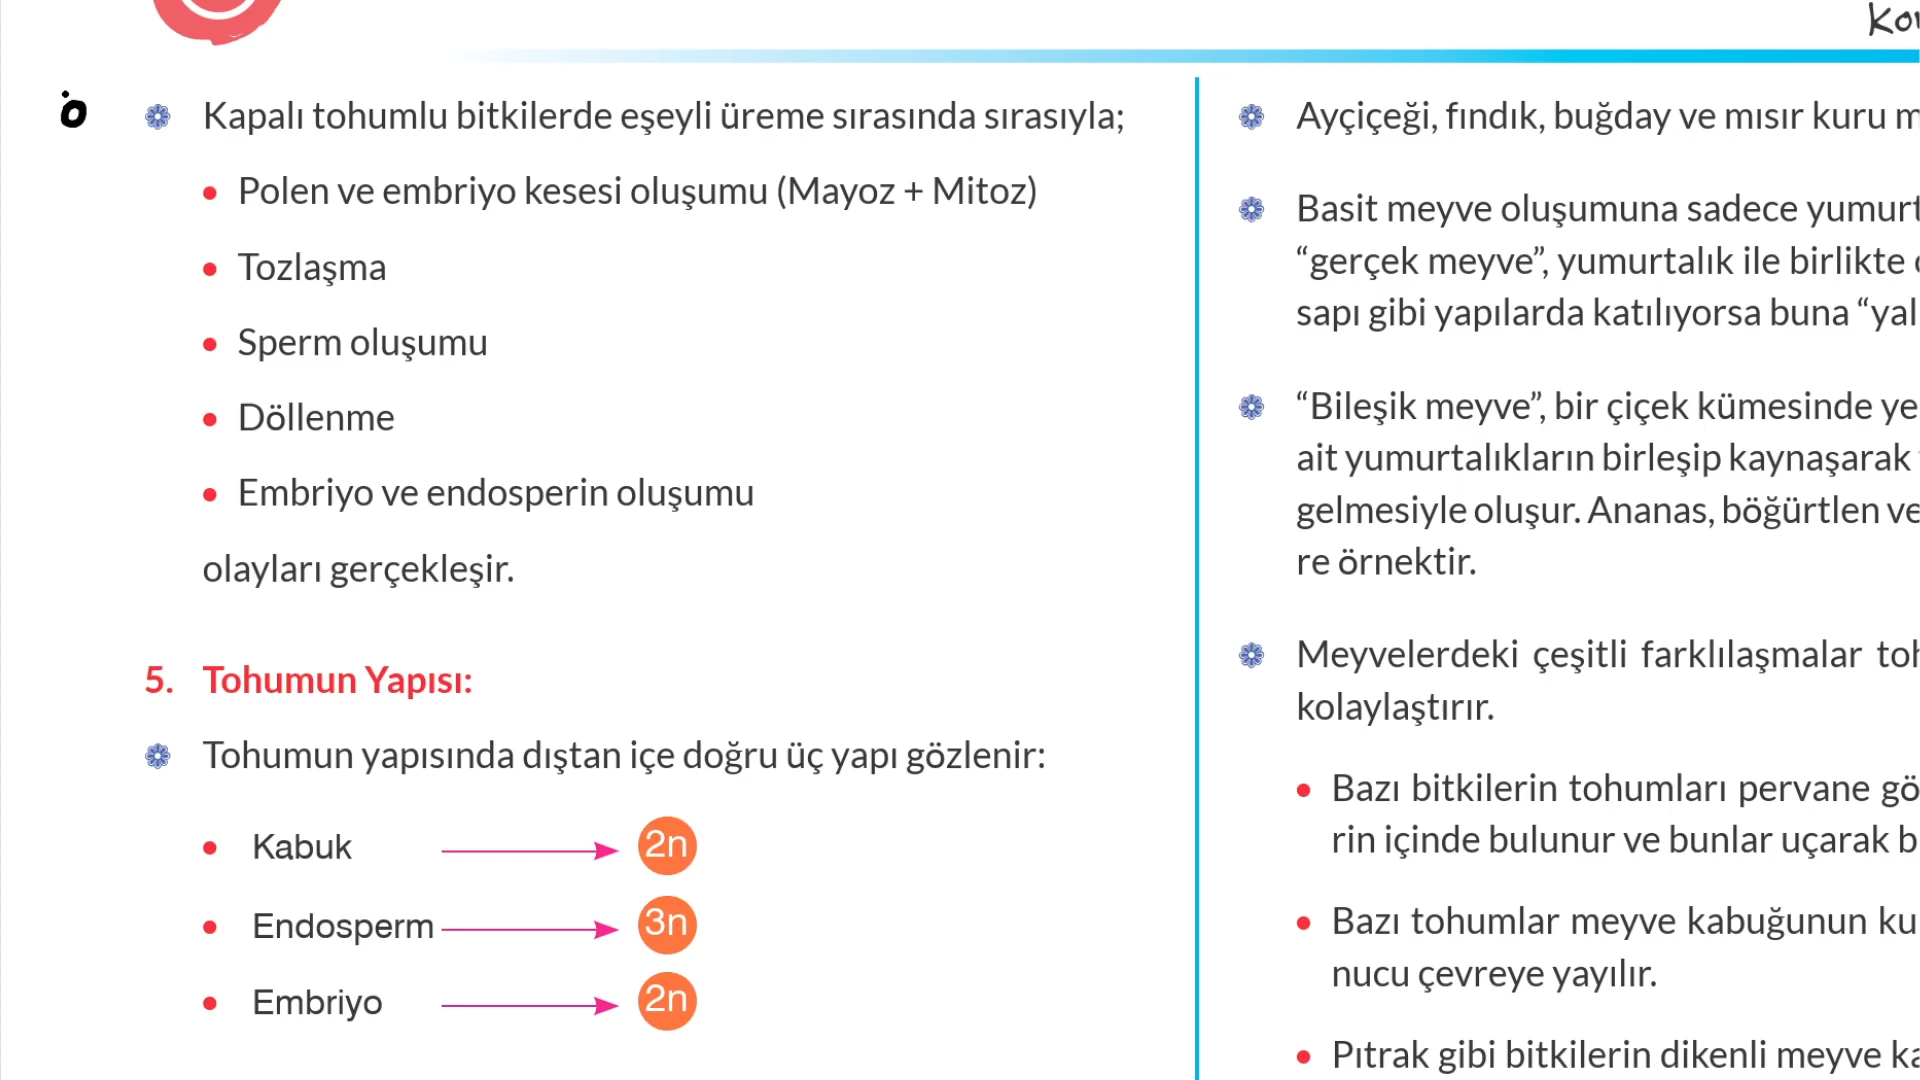 Kapalı tohumlu bitkilerde eşeyli üreme sırasında sırasıyla;
Polen ve embriyo kesesi oluşumu (Mayoz + Mitoz)
Tozlaşma
Sperm oluşumu
Döllenme
Embriyo ve endosperin oluşumu
olayları gerçekleşir.
5. Tohumun Yapısı:
Tohumun yapısında dıştan içe doğru üç yapı gözlenir:
Kabuk 2n
Endosperm 3n
Embriyo 2n
Ayçiçeği, fındık, buğday ve mısır kuru
Basit meyve oluşumuna sadece
“gerçek meyve”, yumurtalık ile birlikte
sapı gibi yapılarda katılıyorsa buna
“Bileşik meyve”, bir çiçek kümesinde
ait yumurtalıkların birleşip kaynaşarak
gelmesiyle oluşur. Ananas, böğürtlen
re örnektir.
Meyvelerdeki çeşitli farklılaşmalar
kolaylaştırır.
Bazı bitkilerin tohumları pervane
rin içinde bulunur ve bunlar uçarak
Bazı tohumlar meyve kabuğunun
nucu çevreye yayılır.
Pıtrak gibi bitkilerin dikenli meyve